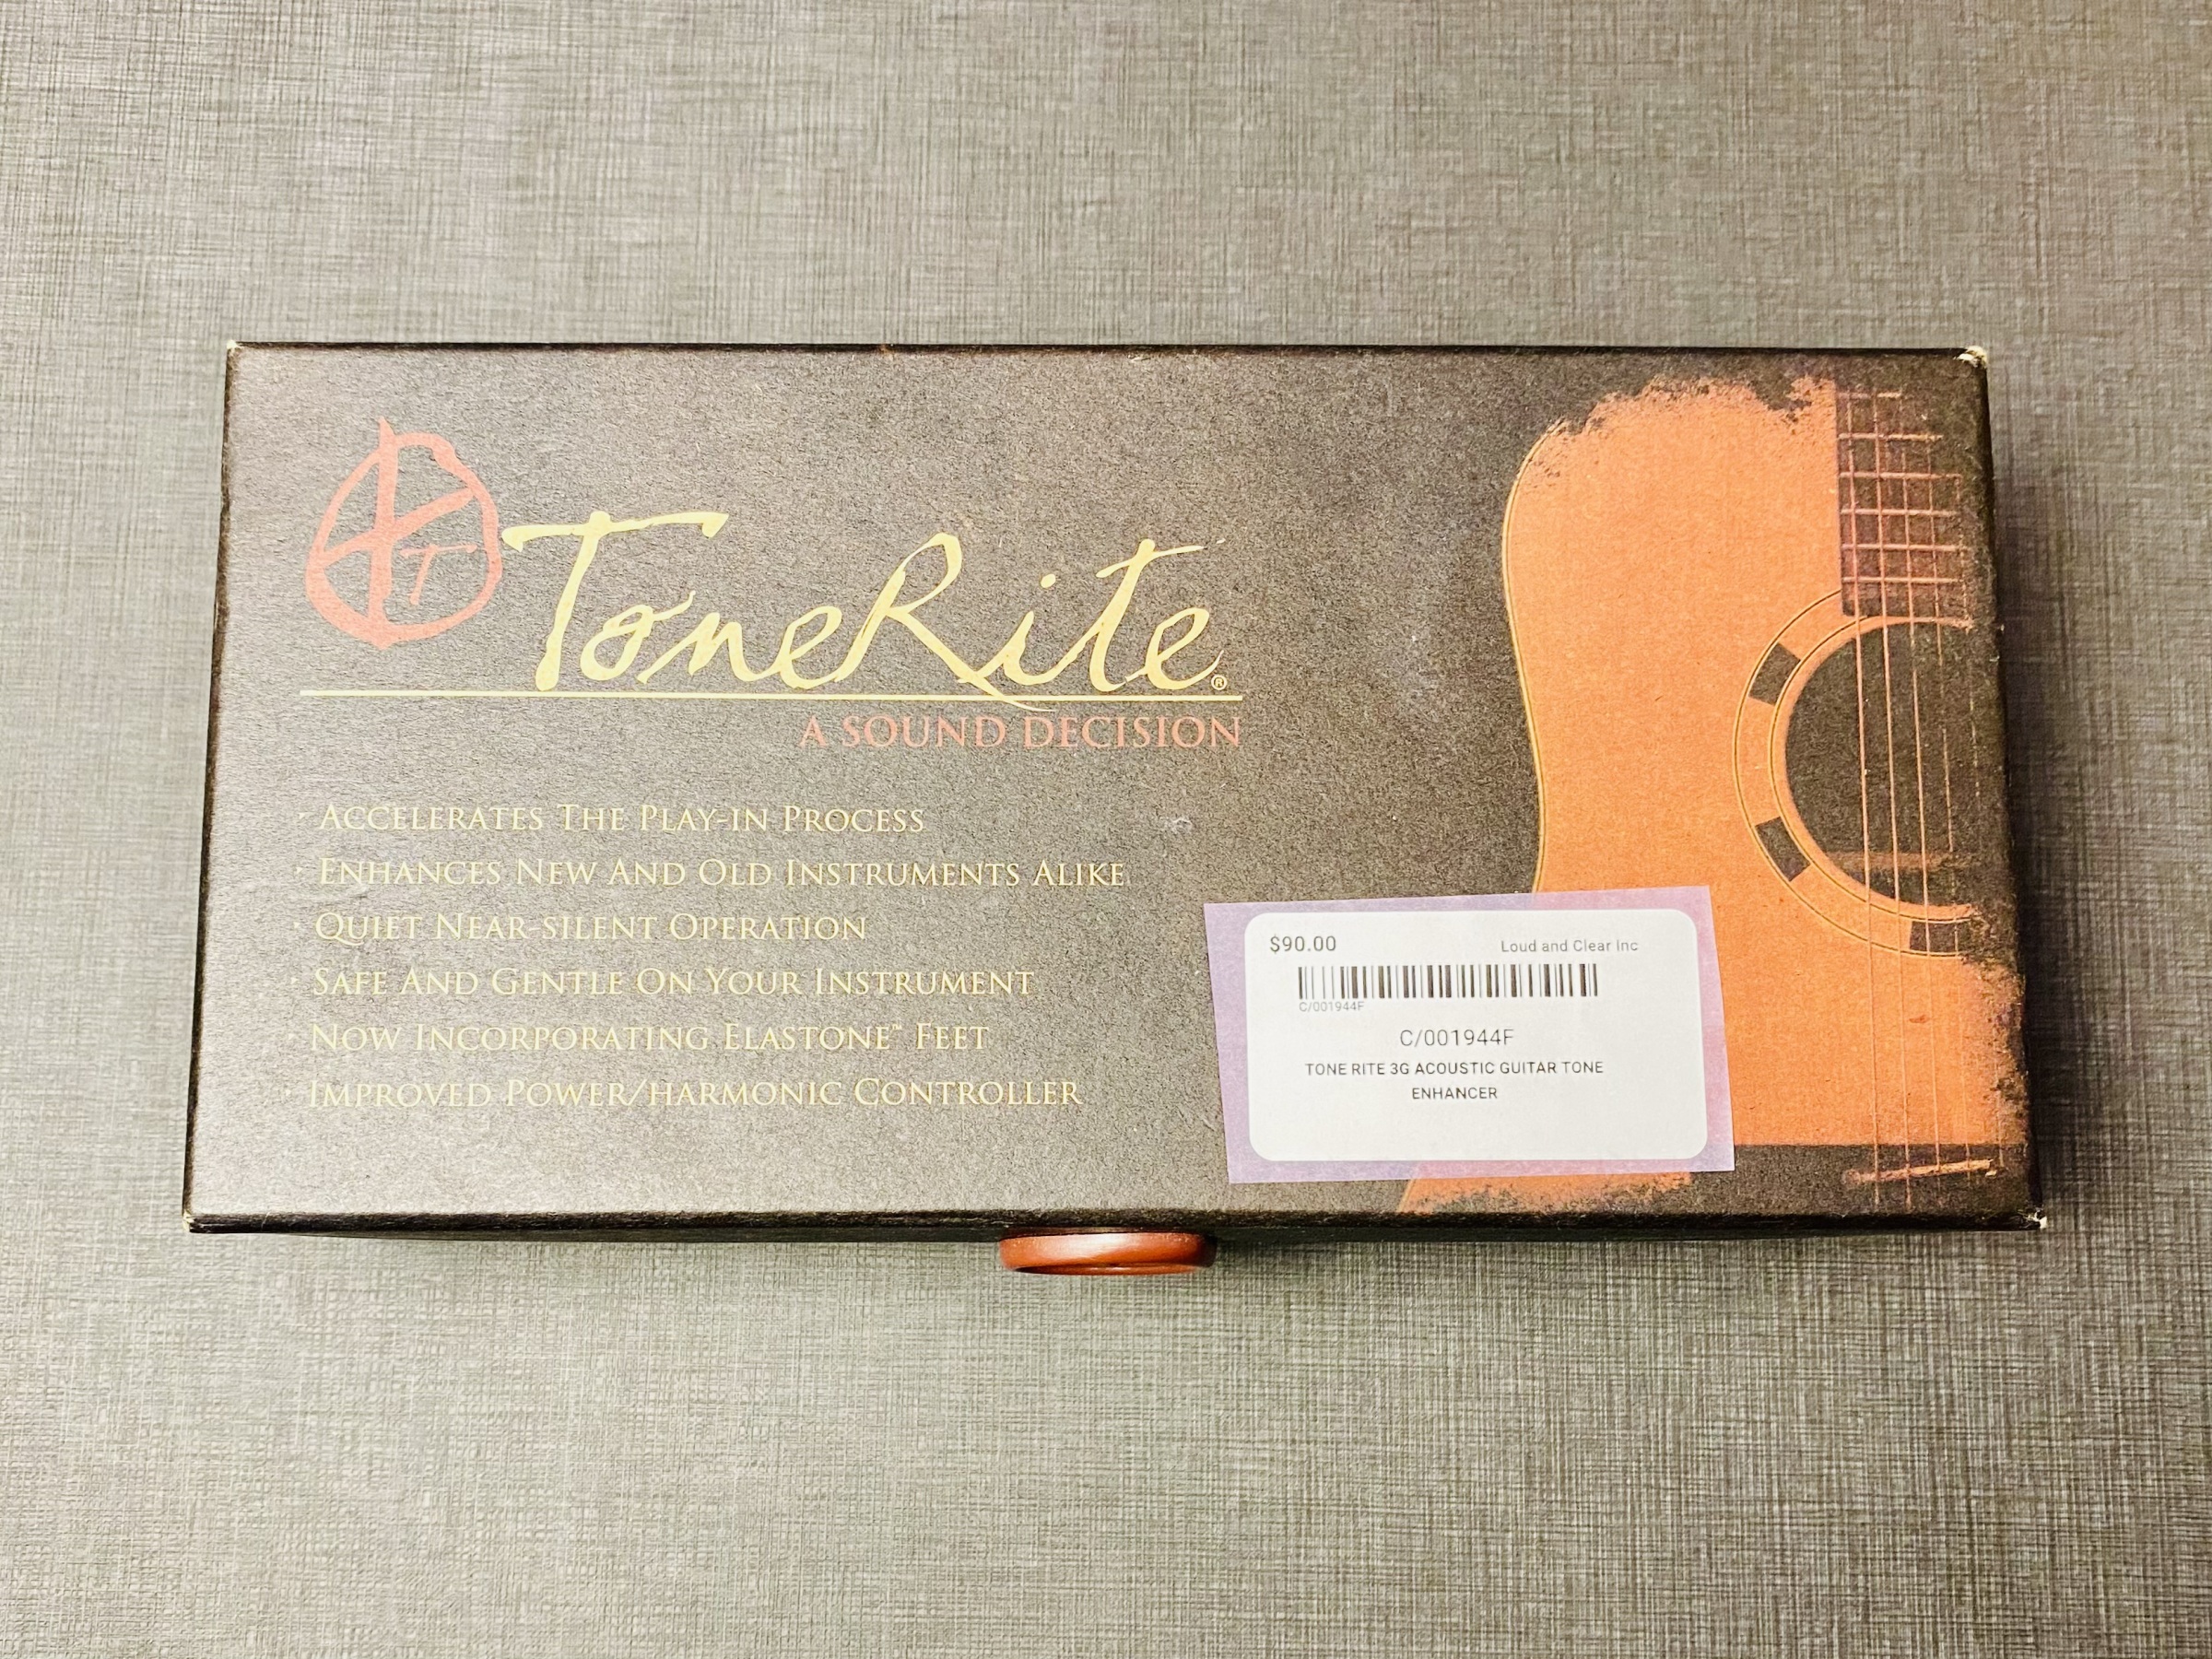 T
ToneRite®
A SOUND DECISION
· ACCELERATES THE PLAY-IN PROCESS
· ENHANCES NEW AND OLD INSTRUMENTS ALIKE
· QUIET NEAR-SILENT OPERATION
· SAFE AND GENTLE ON YOUR INSTRUMENT
· NOW INCORPORATING ELASTONE™ FEET
· IMPROVED POWER/HARMONIC CONTROLLER
$90.00 Loud and Clear Inc
C/001944F
C/001944F
TONE RITE 3G ACOUSTIC GUITAR TONE
ENHANCER